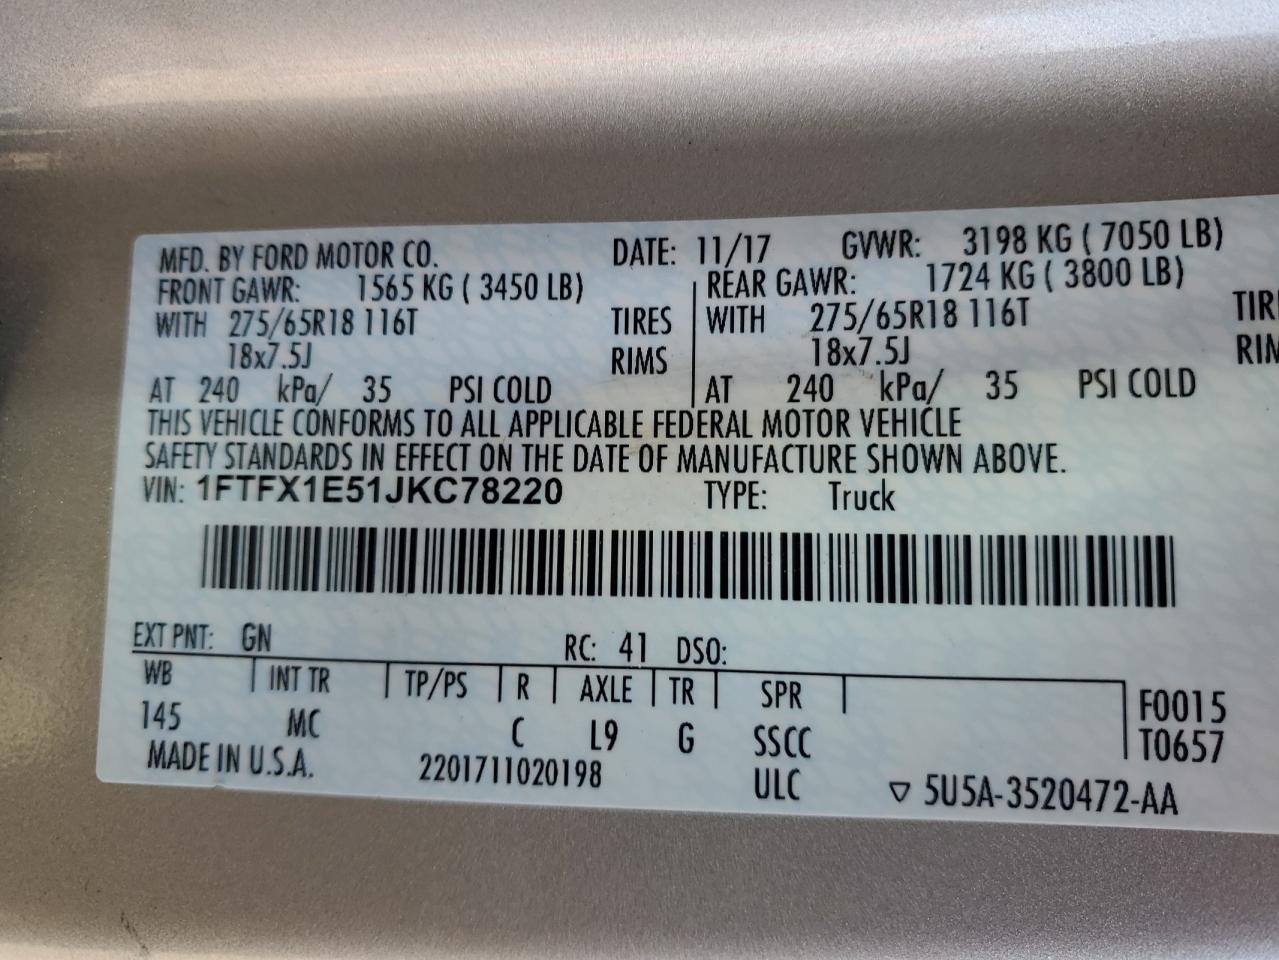 MFD. BY FORD MOTOR CO. DATE: 11/17 GVWR: 3198 KG ( 7050 LB)
FRONT GAWR: 1565 KG ( 3450 LB) REAR GAWR: 1724 KG ( 3800 LB)
WITH 275/65R18 116T TIRES WITH 275/65R18 116T
18x7.5J RIMS 18x7.5J
AT 240 kPa/ 35 PSI COLD AT 240 kPa/ 35 PSI COLD
THIS VEHICLE CONFORMS TO ALL APPLICABLE FEDERAL MOTOR VEHICLE
SAFETY STANDARDS IN EFFECT ON THE DATE OF MANUFACTURE SHOWN ABOVE.
VIN: 1FTFX1E51JKC78220 TYPE: Truck
EXT PNT: GN RC: 41 DSO:
WB INT TR TP/PS R AXLE TR SPR F0015
145 MC C L9 G SSCC T0657
MADE IN U.S.A. 2201711020198 ULC ▽ 5U5A-3520472-AA